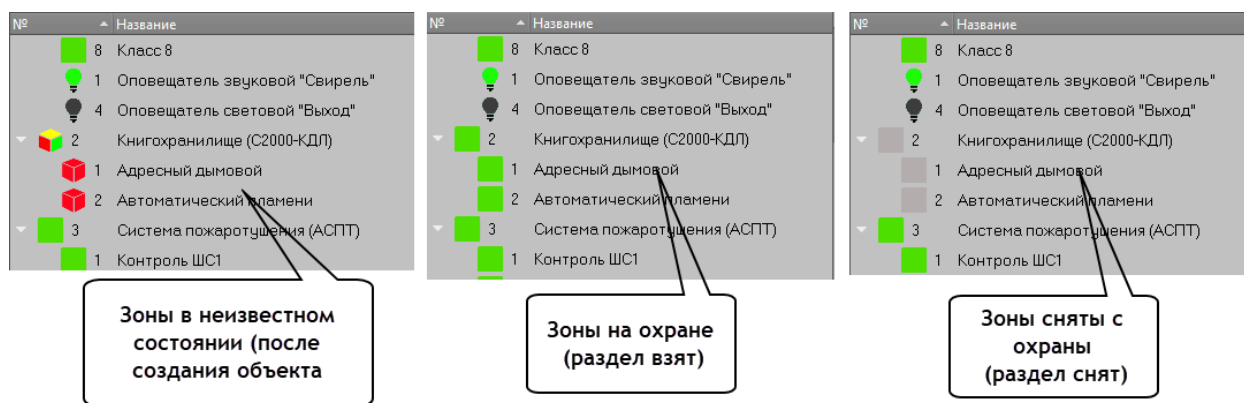 № Название
8 Класс 8
1 Оповещатель звуковой "Свирель"
4 Оповещатель световой "Выход"
2 Книгохранилище (С2000-КДЛ)
1 Адресный дымовой
2 Автоматический пламени
3 Система пожаротушения (АСПТ)
1 Контроль ШС1
Зоны в неизвестном
состоянии (после
создания объекта
№ Название
8 Класс 8
1 Оповещатель звуковой "Свирель"
4 Оповещатель световой "Выход"
2 Книгохранилище (С2000-КДЛ)
1 Адресный дымовой
2 Автоматический пламени
3 Система пожаротушения (АСПТ)
1 Контроль ШС1
Зоны на охране
(раздел взят)
№ Название
8 Класс 8
1 Оповещатель звуковой "Свирель"
4 Оповещатель световой "Выход"
2 Книгохранилище (С2000-КДЛ)
1 Адресный дымовой
2 Автоматический пламени
3 Система пожаротушения (АСПТ)
1 Контроль ШС1
Зоны сняты с
охраны
(раздел снят)